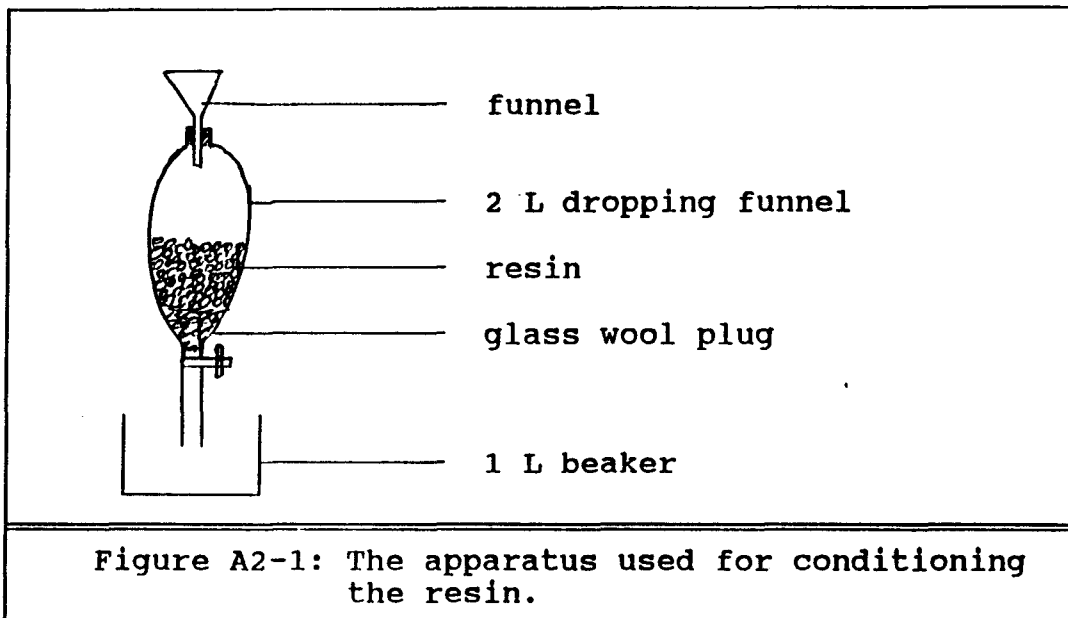 funnel
2 L dropping funnel
resin
glass wool plug
1 L beaker
Figure A2-1: The apparatus used for conditioning
the resin.